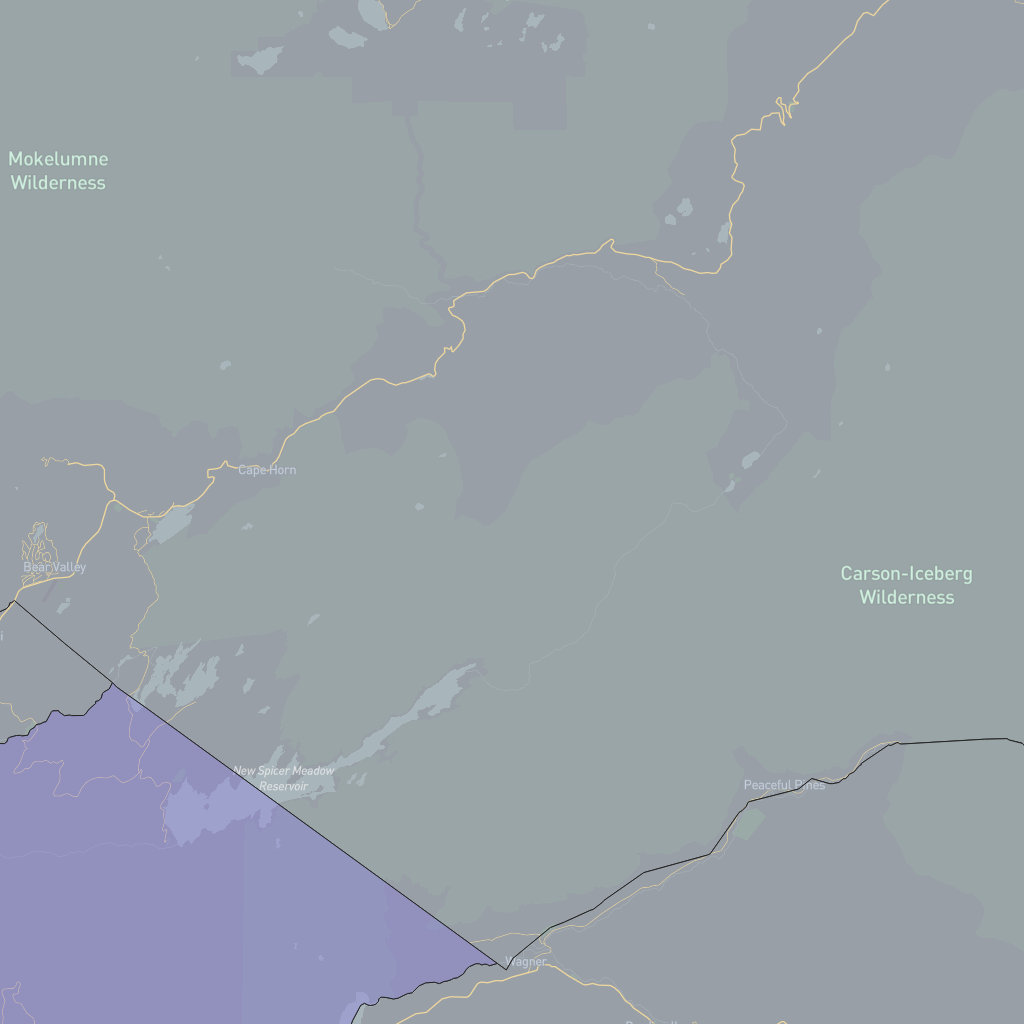 Mokelumne
Wilderness
Cape Horn
Bear Valley
Carson-Iceberg
Wilderness
i
New Spicer Meadow
Reservoir
Peaceful Pines
Wagner